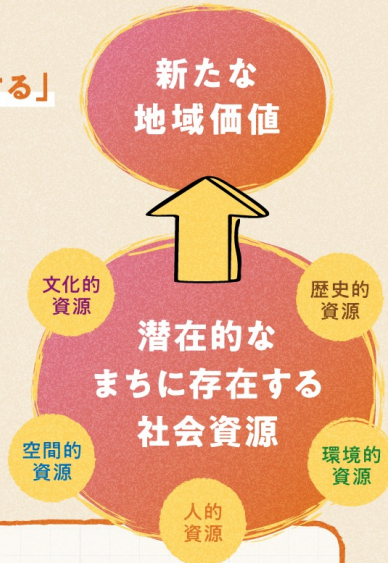 る」
新たな
地域価値
文化的
資源
歴史的
資源
潜在的な
まちに存在する
社会資源
空間的
資源
環境的
資源
人的
資源